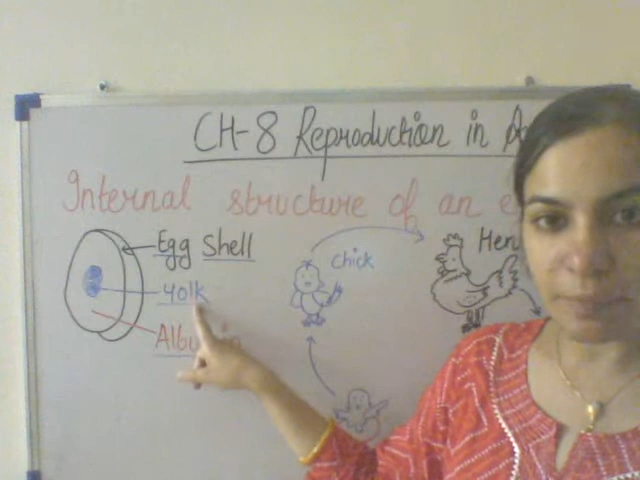 CH-8 Reproduction in
Internal structure of an
Egg Shell
Yolk
Chick
Hen